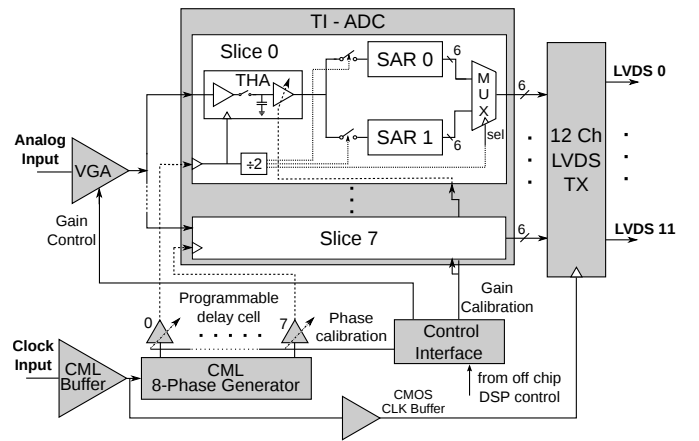 TI - ADC
Slice 0
THA
SAR 0
6
SAR 1
6
M
U
X
sel
÷2
6
LVDS 0
12 Ch
LVDS
TX
LVDS 11
Analog
Input
VGA
Gain
Control
Slice 7
6
Gain
Calibration
Programmable
delay cell
0
7
Phase
calibration
Control
Interface
from off chip
DSP control
Clock
Input
CML
Buffer
CML
8-Phase Generator
CMOS
CLK Buffer